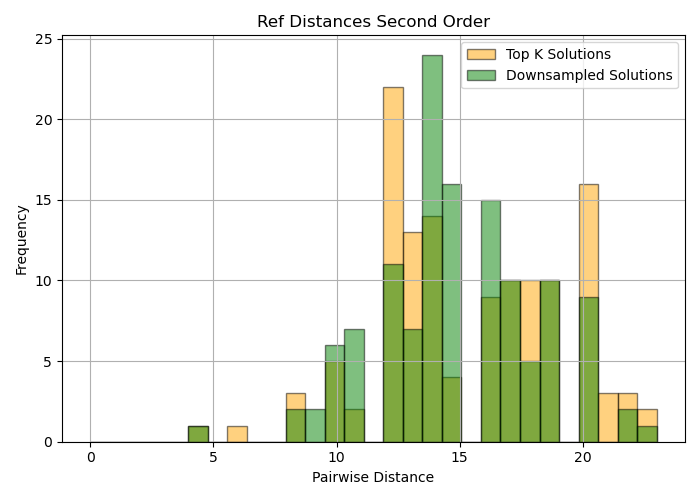 Ref Distances Second Order
Top K Solutions
Downsampled Solutions
Frequency
25
20
15
10
5
0
0 5 10 15 20
Pairwise Distance